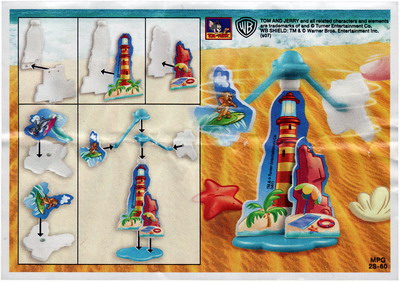 TOM AND JERRY and all related characters and elements
are trademarks of and © Turner Entertainment Co.
WB SHIELD: TM & © Warner Bros. Entertainment Inc.
(s07)
WB
MPG
2S-60